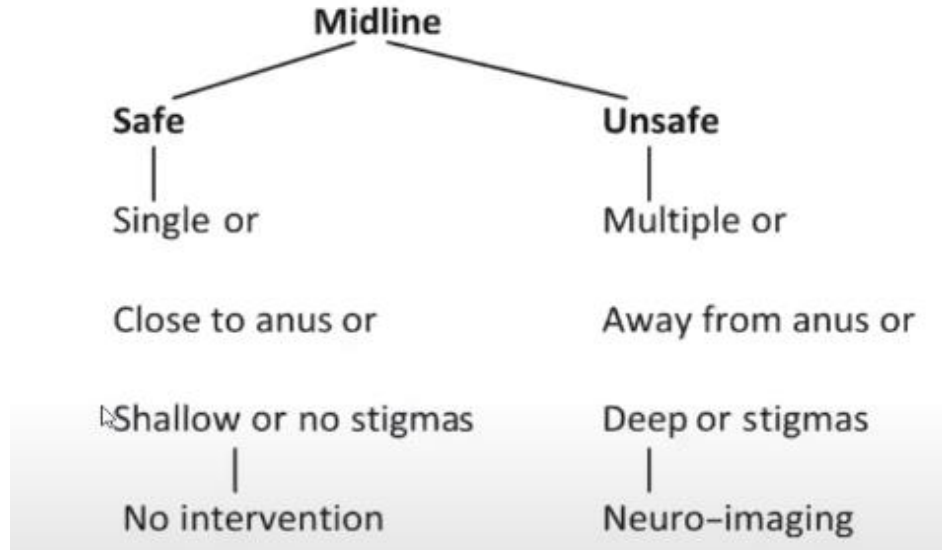 Midline
Safe
Unsafe
Single or
Multiple or
Close to anus or
Away from anus or
Shallow or no stigmas
Deep or stigmas
No intervention
Neuro-imaging